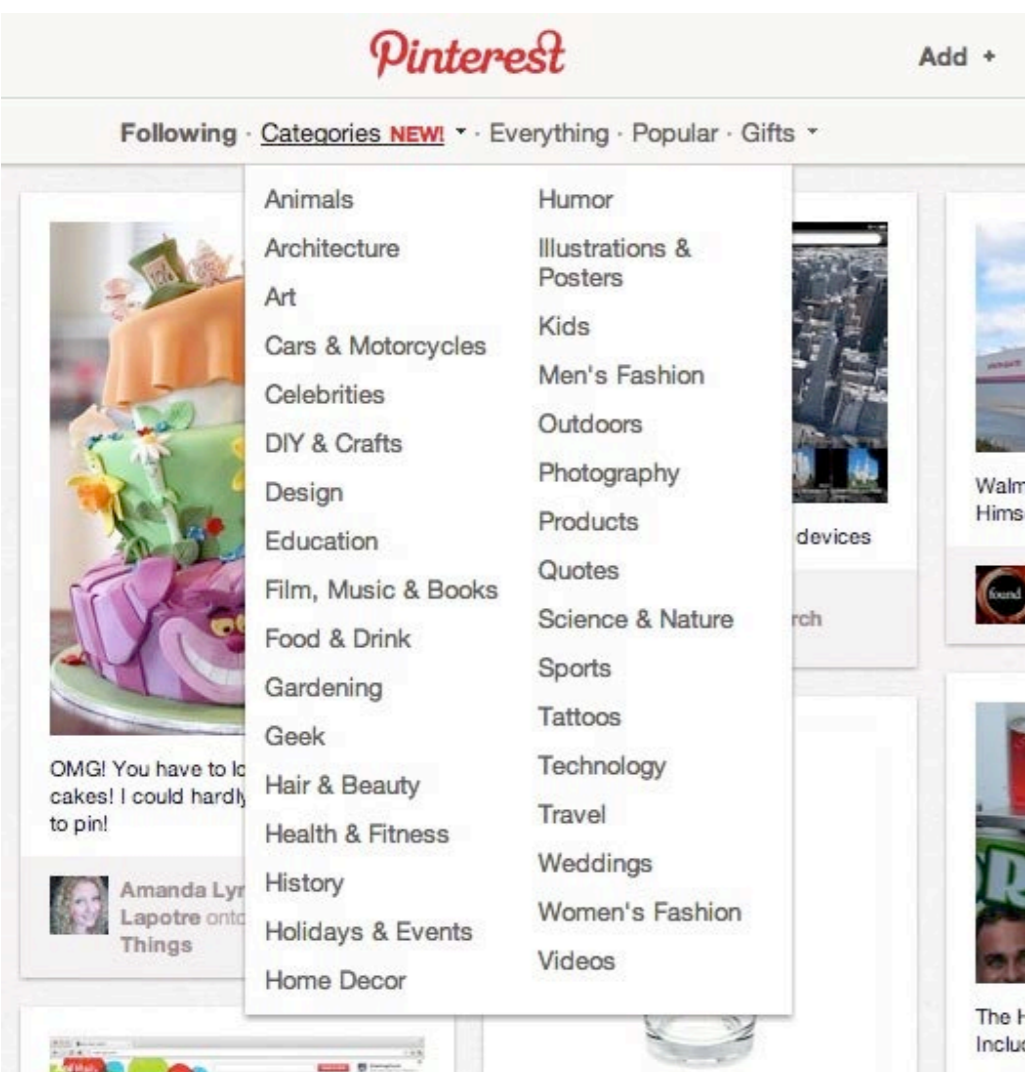 Pinterest
Add +
Following · Categories NEW! · Everything · Popular · Gifts
Animals
Architecture
Art
Cars & Motorcycles
Celebrities
DIY & Crafts
Design
Education
Film, Music & Books
Food & Drink
Gardening
Geek
Hair & Beauty
Health & Fitness
History
Holidays & Events
Home Decor
Humor
Illustrations &
Posters
Kids
Men's Fashion
Outdoors
Photography
Products
Quotes
Science & Nature
Sports
Tattoos
Technology
Travel
Weddings
Women's Fashion
Videos
OMG! You have to lo
cakes! I could hardly
to pin!
Amanda Lyn
Lapotre onto
Things
devices
rch
Walm
Hims
found
The H
Includ